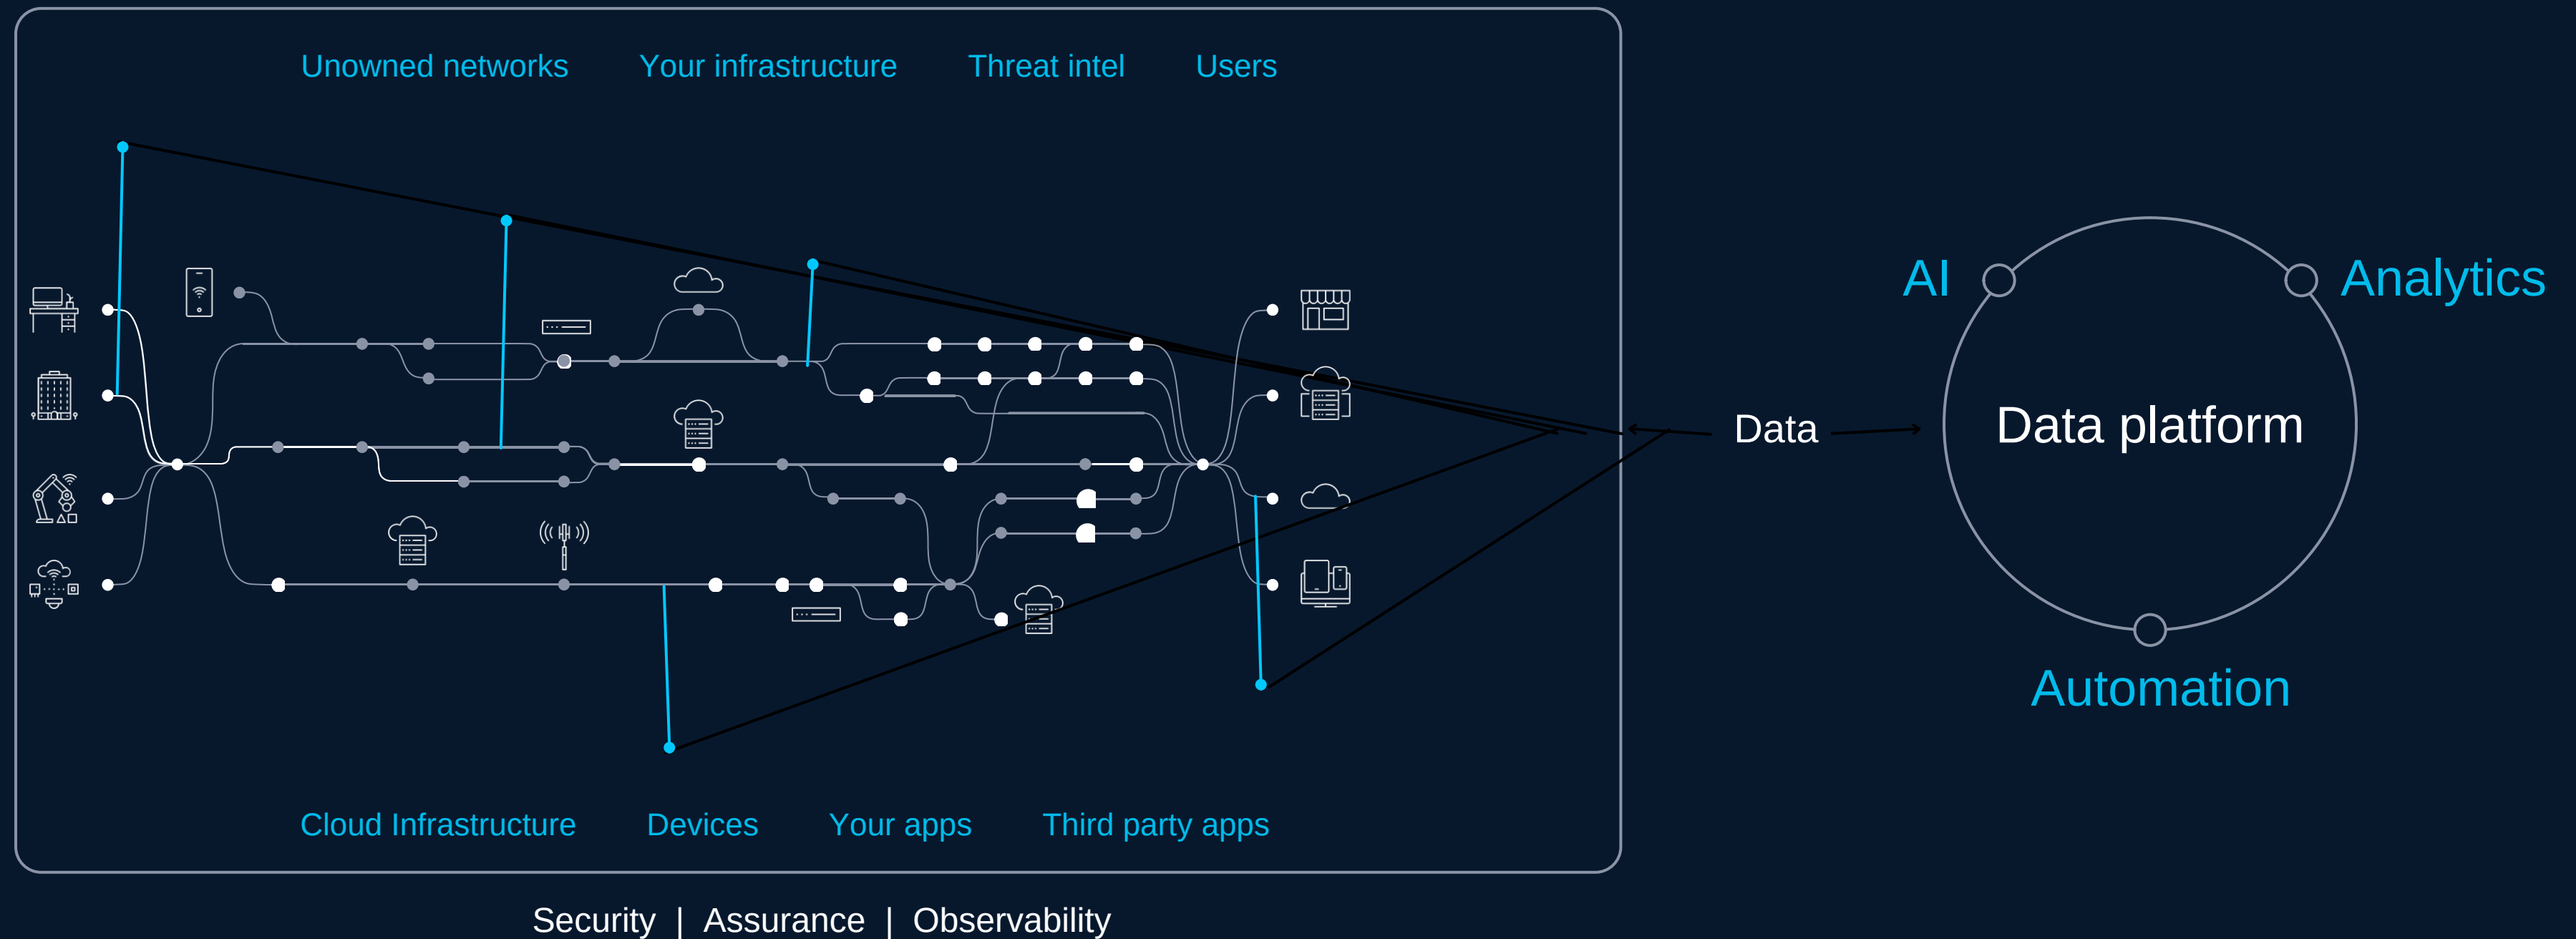 Unowned networks Your infrastructure Threat intel Users
AI Analytics
Data Data platform
Automation
Cloud Infrastructure Devices Your apps Third party apps
Security | Assurance | Observability